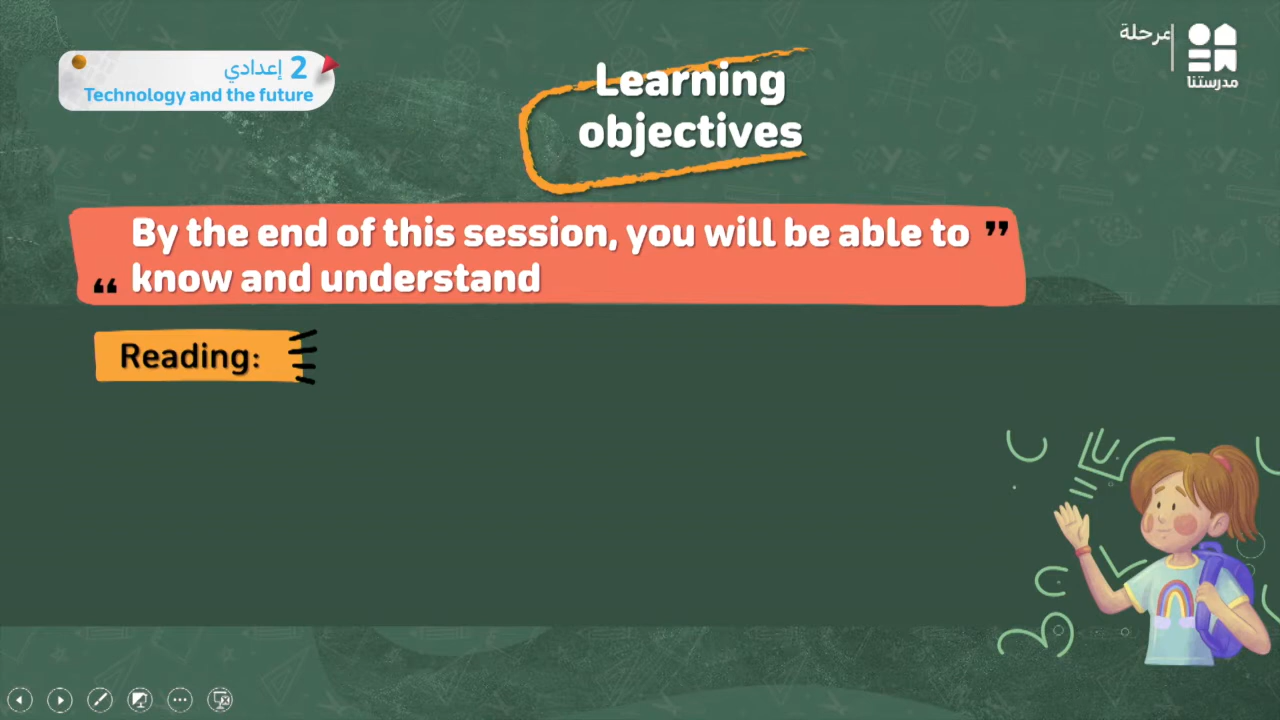 2 إعدادي
Technology and the future
Learning
objectives
مرحلة
مدرستنا
By the end of this session, you will be able to ”
“ know and understand
Reading: